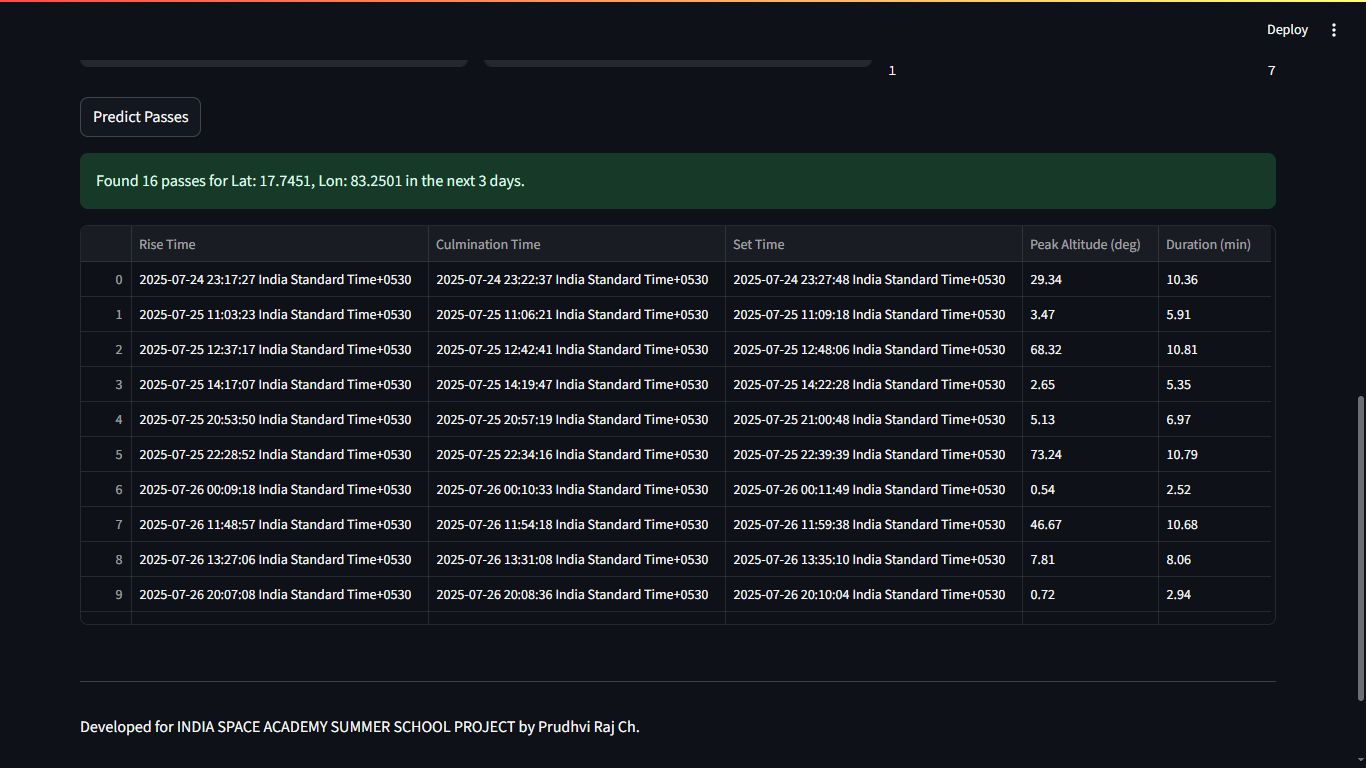 Deploy
1 7
Predict Passes
Found 16 passes for Lat: 17.7451, Lon: 83.2501 in the next 3 days.
Rise Time Culmination Time Set Time Peak Altitude (deg) Duration (min)
0 2025-07-24 23:17:27 India Standard Time+0530 2025-07-24 23:22:37 India Standard Time+0530 2025-07-24 23:27:48 India Standard Time+0530 29.34 10.36
1 2025-07-25 11:03:23 India Standard Time+0530 2025-07-25 11:06:21 India Standard Time+0530 2025-07-25 11:09:18 India Standard Time+0530 3.47 5.91
2 2025-07-25 12:37:17 India Standard Time+0530 2025-07-25 12:42:41 India Standard Time+0530 2025-07-25 12:48:06 India Standard Time+0530 68.32 10.81
3 2025-07-25 14:17:07 India Standard Time+0530 2025-07-25 14:19:47 India Standard Time+0530 2025-07-25 14:22:28 India Standard Time+0530 2.65 5.35
4 2025-07-25 20:53:50 India Standard Time+0530 2025-07-25 20:57:19 India Standard Time+0530 2025-07-25 21:00:48 India Standard Time+0530 5.13 6.97
5 2025-07-25 22:28:52 India Standard Time+0530 2025-07-25 22:34:16 India Standard Time+0530 2025-07-25 22:39:39 India Standard Time+0530 73.24 10.79
6 2025-07-26 00:09:18 India Standard Time+0530 2025-07-26 00:10:33 India Standard Time+0530 2025-07-26 00:11:49 India Standard Time+0530 0.54 2.52
7 2025-07-26 11:48:57 India Standard Time+0530 2025-07-26 11:54:18 India Standard Time+0530 2025-07-26 11:59:38 India Standard Time+0530 46.67 10.68
8 2025-07-26 13:27:06 India Standard Time+0530 2025-07-26 13:31:08 India Standard Time+0530 2025-07-26 13:35:10 India Standard Time+0530 7.81 8.06
9 2025-07-26 20:07:08 India Standard Time+0530 2025-07-26 20:08:36 India Standard Time+0530 2025-07-26 20:10:04 India Standard Time+0530 0.72 2.94
Developed for INDIA SPACE ACADEMY SUMMER SCHOOL PROJECT by Prudhvi Raj Ch.